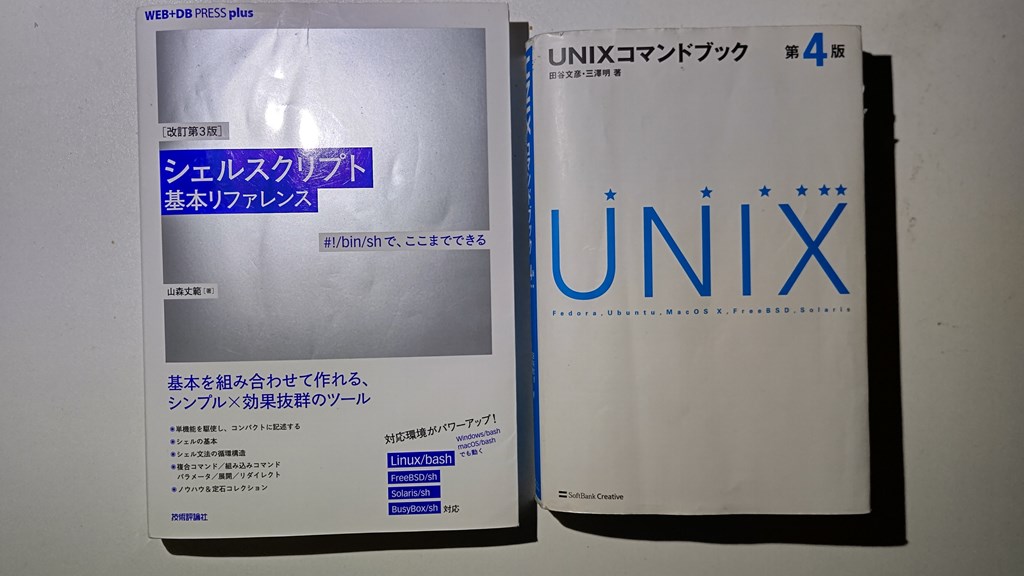 WEB+DB PRESS plus
[改訂第3版]
シェルスクリプト
基本リファレンス
#!/bin/shで、ここまでできる
山森丈範[著]
基本を組み合わせて作れる、
シンプル×効果抜群のツール
単機能を駆使し、コンパクトに記述する
シェルの基本
シェル文法の循環構造
複合コマンド/組み込みコマンド
パラメータ/展開/リダイレクト
ノウハウ&定石コレクション
対応環境がパワーアップ!
Windows/bash
macOS/bash
でも動く
Linux/bash
FreeBSD/sh
Solaris/sh
BusyBox/sh 対応
技術評論社
UNIXコマンドブック 第4版
田谷文彦・三澤明 著
UNIX
Fedora, Ubuntu, MacOS X, FreeBSD, Solaris
SoftBank Creative